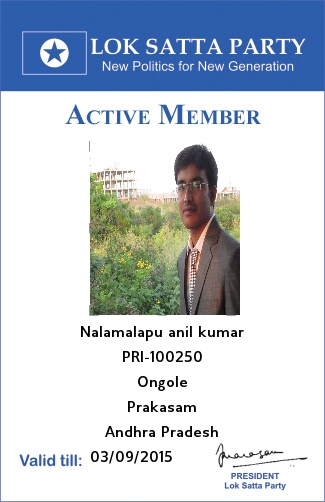 LOK SATTA PARTY
New Politics for New Generation
ACTIVE MEMBER
Nalamalapu anil kumar
PRI-100250
Ongole
Prakasam
Andhra Pradesh
Valid till: 03/09/2015
PRESIDENT
Lok Satta Party